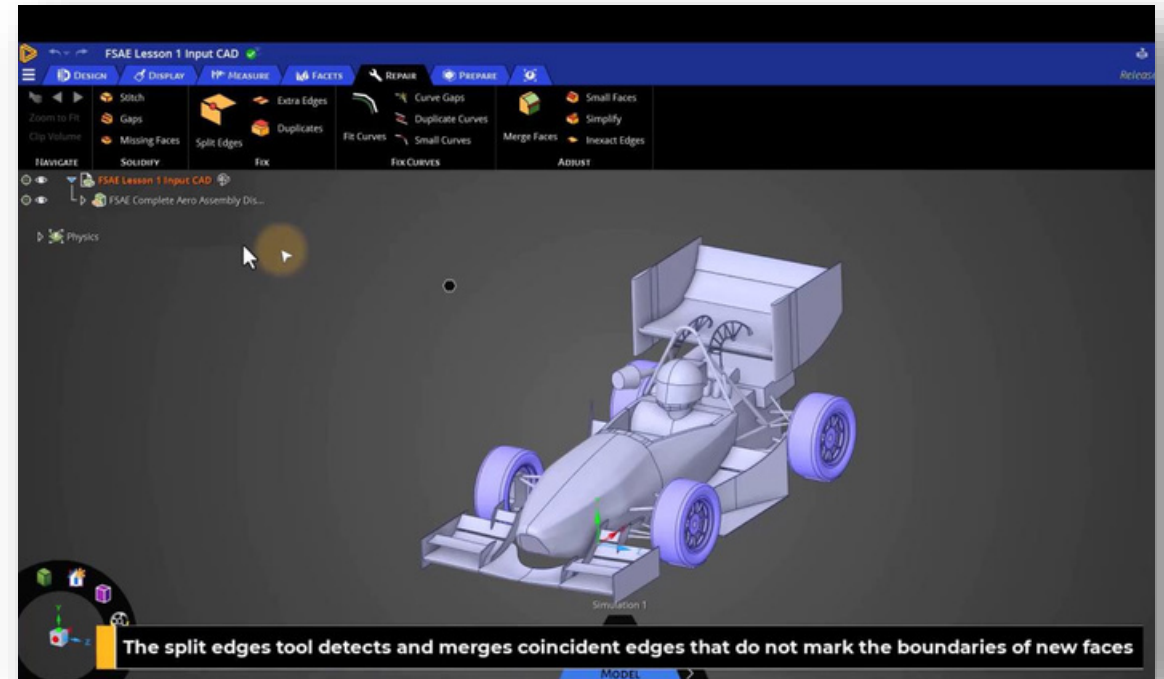 FSAE Lesson 1 Input CAD
DESIGN DISPLAY MEASURE FACETS REPAIR PREPARE
Release
Stitch Extra Edges Curve Gaps Small Faces
Zoom to Fit Gaps Duplicate Curves Simplify
Clip Volume Missing Faces Split Edges Duplicates Fit Curves Small Curves Merge Faces Inexact Edges
NAVIGATE SOLIDIFY FIX FIX CURVES ADJUST
FSAE Lesson 1 Input CAD
FSAE Complete Aero Assembly Dis...
Physics
Simulation 1
Y
Z
The split edges tool detects and merges coincident edges that do not mark the boundaries of new faces
MODEL